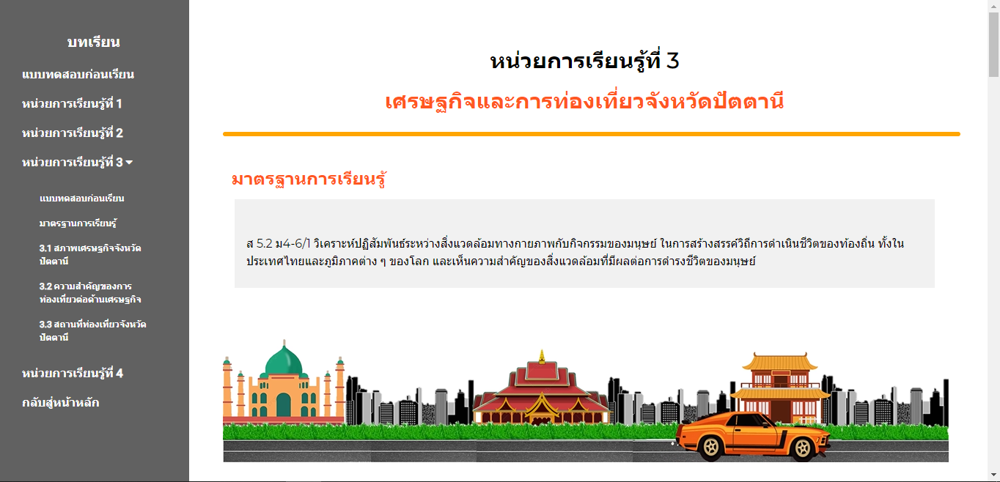 บทเรียน
แบบทดสอบก่อนเรียน
หน่วยการเรียนรู้ที่ 1
หน่วยการเรียนรู้ที่ 2
หน่วยการเรียนรู้ที่ 3
แบบทดสอบก่อนเรียน
มาตรฐานการเรียนรู้
3.1 สภาพเศรษฐกิจจังหวัด
ปัตตานี
3.2 ความสำคัญของการ
ท่องเที่ยวต่อด้านเศรษฐกิจ
3.3 สถานที่ท่องเที่ยวจังหวัด
ปัตตานี
หน่วยการเรียนรู้ที่ 4
กลับสู่หน้าหลัก
หน่วยการเรียนรู้ที่ 3
เศรษฐกิจและการท่องเที่ยวจังหวัดปัตตานี
มาตรฐานการเรียนรู้
ส 5.2 ม4-6/1 วิเคราะห์ปฏิสัมพันธ์ระหว่างสิ่งแวดล้อมทางกายภาพกับกิจกรรมของมนุษย์ ในการสร้างสรรค์วิถีการดำเนินชีวิตของท้องถิ่น ทั้งใน
ประเทศไทยและภูมิภาคต่าง ๆ ของโลก และเห็นความสำคัญของสิ่งแวดล้อมที่มีผลต่อการดำรงชีวิตของมนุษย์